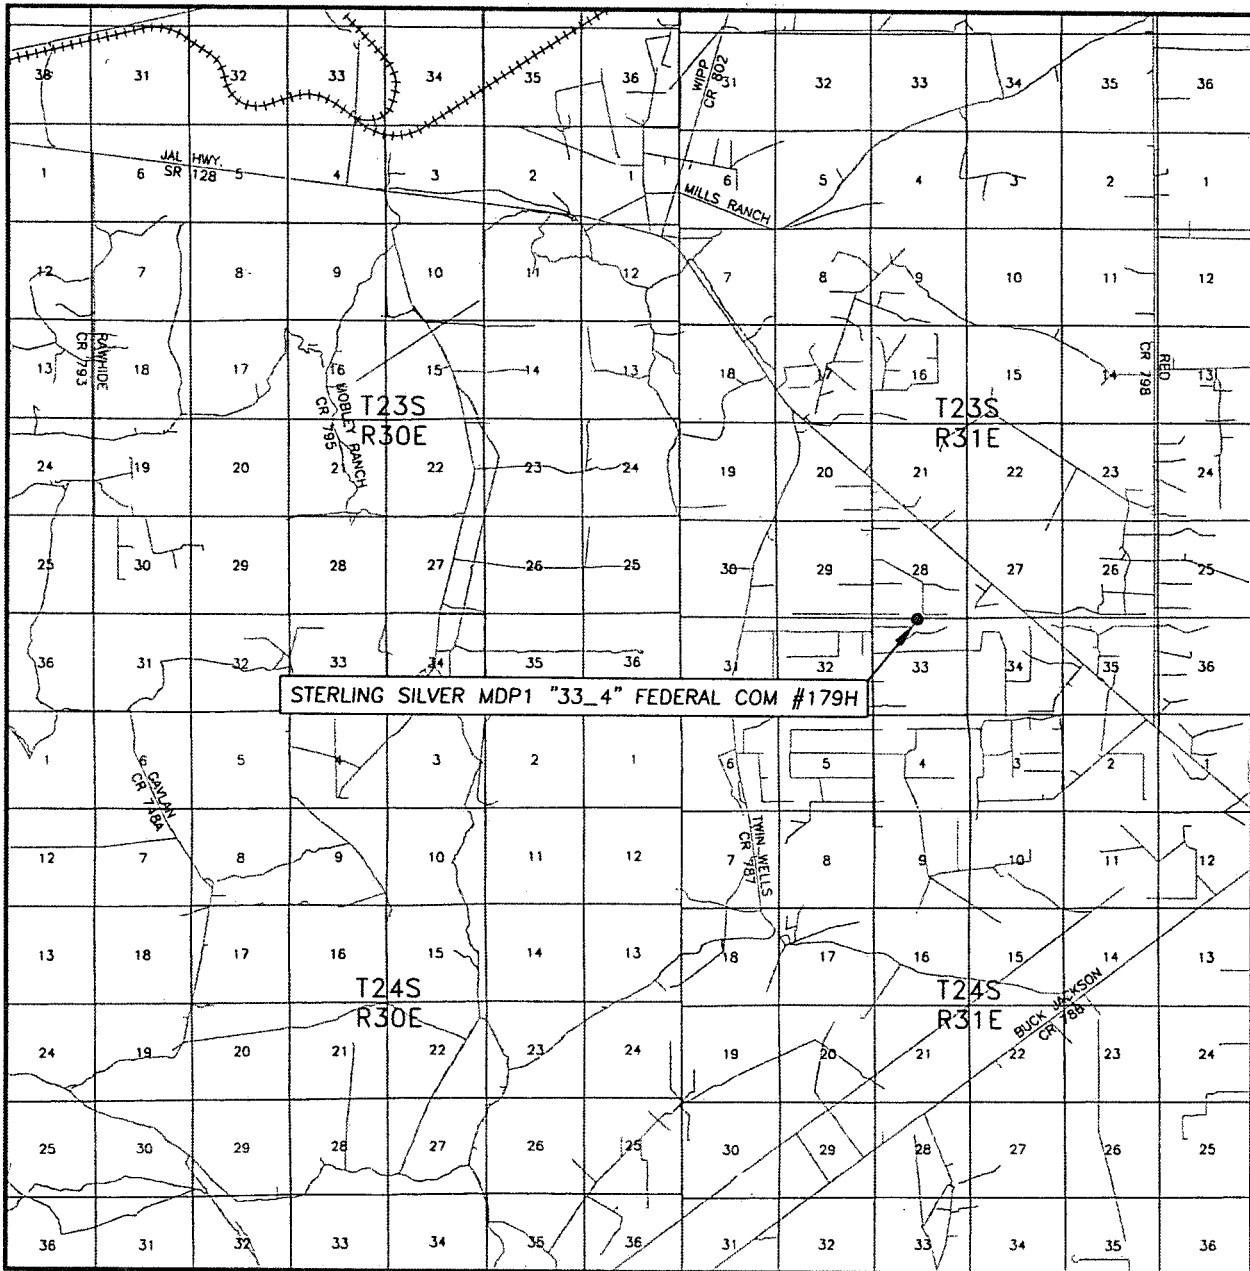 36 31 32 33 34 35 36 31 32 33 34 35 36
WIPP
CR 802
JAL HWY.
SR 128
1 6 5 4 3 2 1 6 5 4 3 2 1
MILLS RANCH
12 7 8 9 10 11 12 7 8 9 10 11 12
RAWHIDE
CR 793
RED
CR 798
13 18 17 16 15 14 13 18 17 16 15 14 13
MOBLEY RANCH
CR 795
T23S
R30E
T23S
R31E
24 19 20 21 22 23 24 19 20 21 22 23 24
25 30 29 28 27 26 25 30 29 28 27 26 25
36 31 32 33 34 35 36 31 32 33 34 35 36
STERLING SILVER MDP1 "33_4" FEDERAL COM #179H
1 6 5 4 3 2 1 6 5 4 3 2 1
CAVLAN
CR 748A
TWIN WELLS
CR 787
12 7 8 9 10 11 12 7 8 9 10 11 12
13 18 17 16 15 14 13 18 17 16 15 14 13
T24S
R30E
T24S
R31E
BUCK JACKSON
CR 788
24 19 20 21 22 23 24 19 20 21 22 23 24
25 30 29 28 27 26 25 30 29 28 27 26 25
36 31 32 33 34 35 36 31 32 33 34 35 36